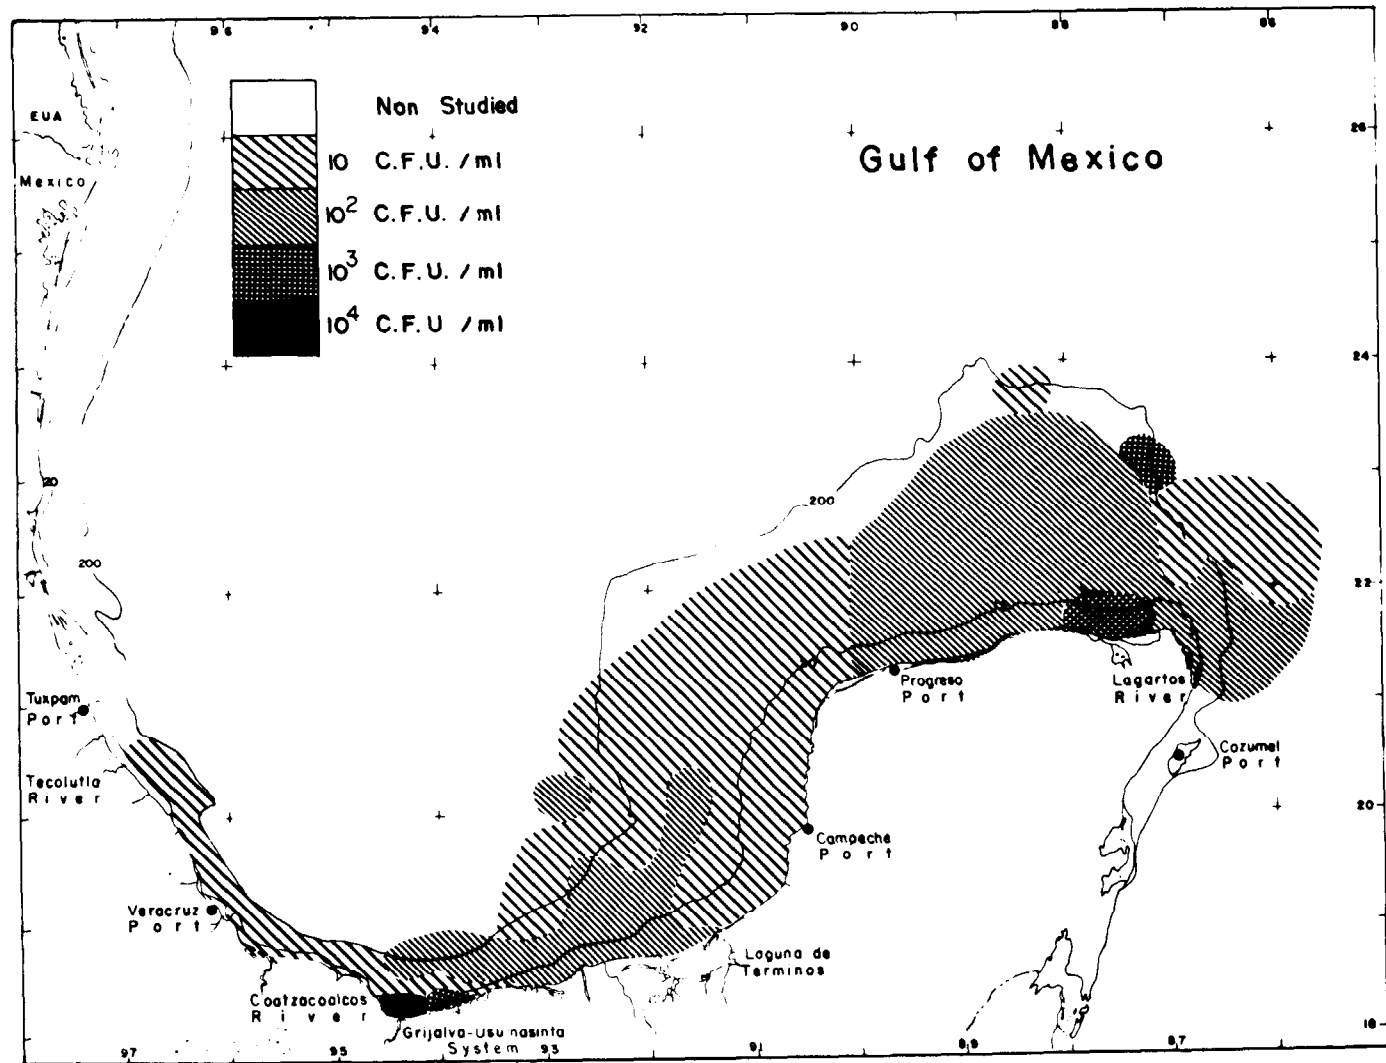 96 94 92 90 88 86
Non Studied
10 C.F.U. /ml
10² C.F.U. /ml
10³ C.F.U. /ml
10⁴ C.F.U /ml
Gulf of Mexico
EUA
Mexico
26
24
22
20
18
20
200
200
Tuxpam
Port
Tecolutla
River
Veracruz
Port
Coatzacoalcos
River
Grijalva-Usumasinta
System
Laguna de
Terminos
Campeche
Port
Progreso
Port
Lagartos
River
Cozumel
Port
97 95 93 91 89 87